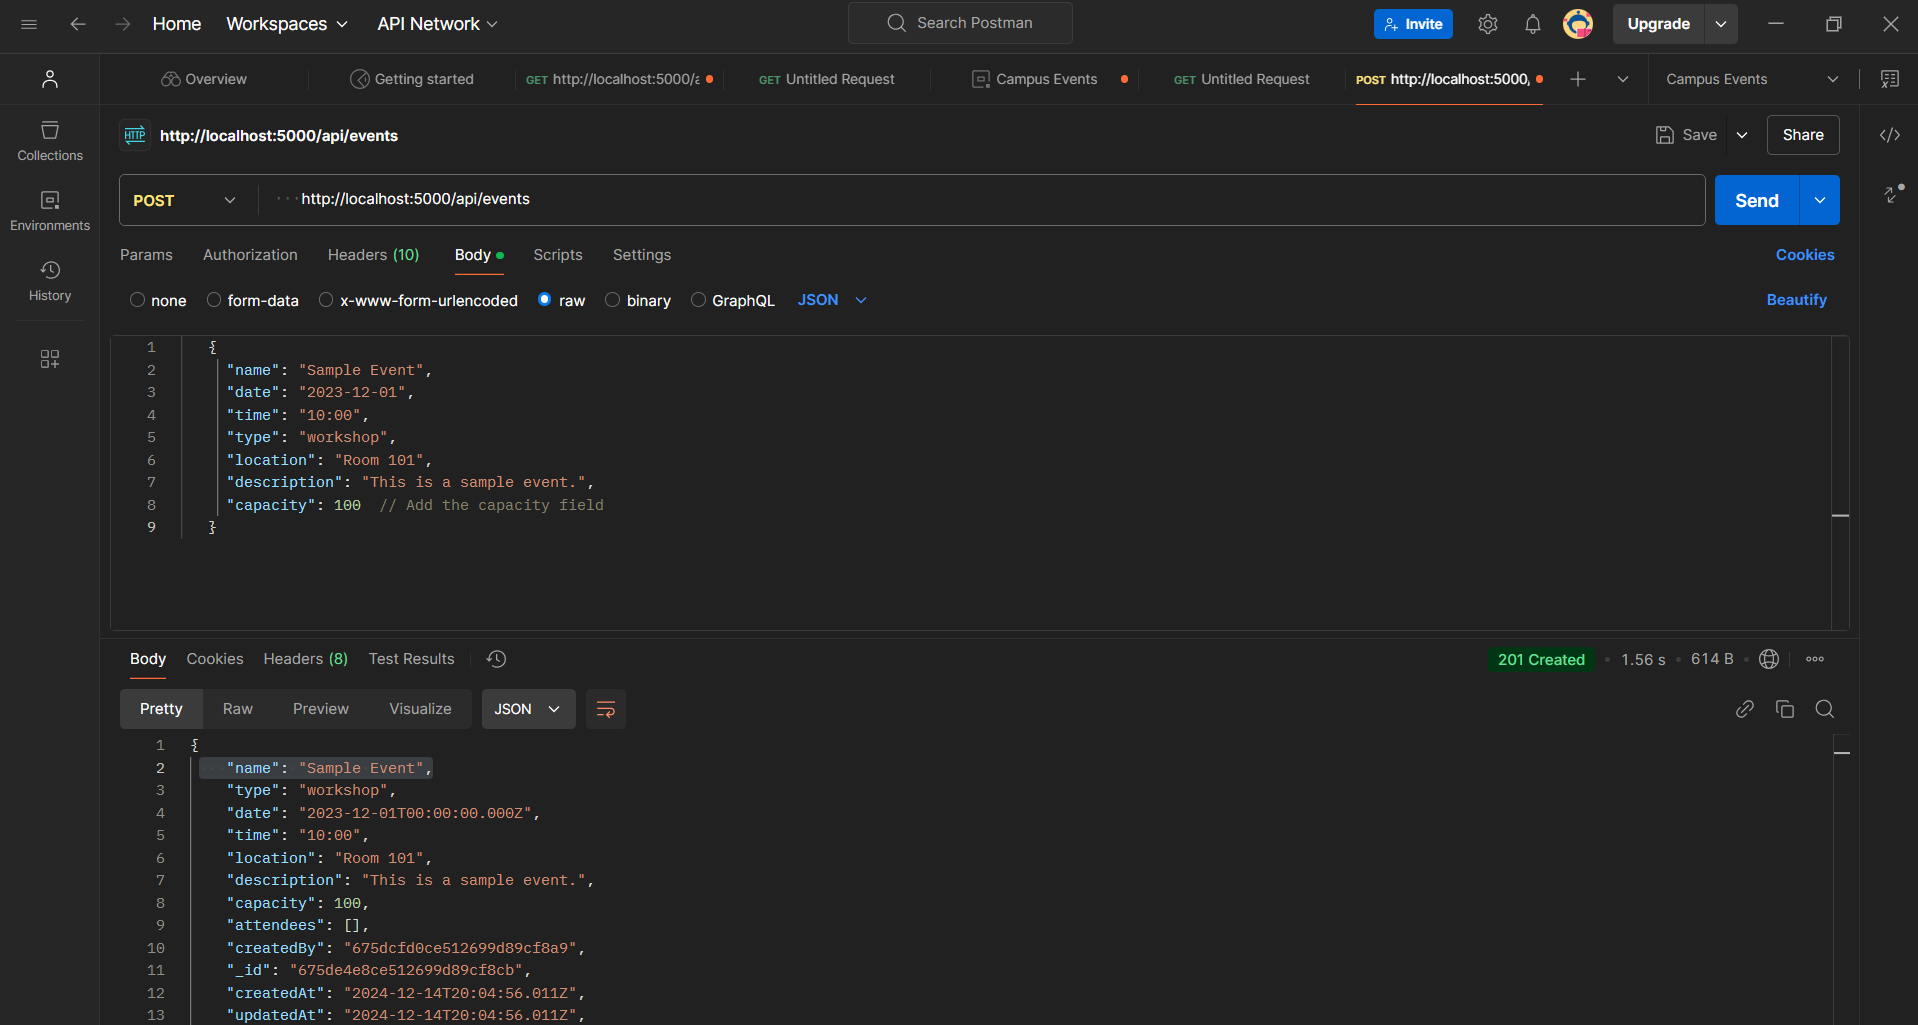 Home Workspaces API Network Search Postman Invite Upgrade
Overview Getting started GET http://localhost:5000/a GET Untitled Request Campus Events GET Untitled Request POST http://localhost:5000/ Campus Events
Collections
Environments
History
HTTP http://localhost:5000/api/events Save Share
POST http://localhost:5000/api/events Send
Params Authorization Headers (10) Body Scripts Settings Cookies
none form-data x-www-form-urlencoded raw binary GraphQL JSON Beautify
1 {
2 "name": "Sample Event",
3 "date": "2023-12-01",
4 "time": "10:00",
5 "type": "workshop",
6 "location": "Room 101",
7 "description": "This is a sample event.",
8 "capacity": 100 // Add the capacity field
9 }
Body Cookies Headers (8) Test Results 201 Created 1.56 s 614 B
Pretty Raw Preview Visualize JSON
1 {
2 "name": "Sample Event",
3 "type": "workshop",
4 "date": "2023-12-01T00:00:00.000Z",
5 "time": "10:00",
6 "location": "Room 101",
7 "description": "This is a sample event.",
8 "capacity": 100,
9 "attendees": [],
10 "createdBy": "675dcfd0ce512699d89cf8a9",
11 "_id": "675de4e8ce512699d89cf8cb",
12 "createdAt": "2024-12-14T20:04:56.011Z",
13 "updatedAt": "2024-12-14T20:04:56.011Z",